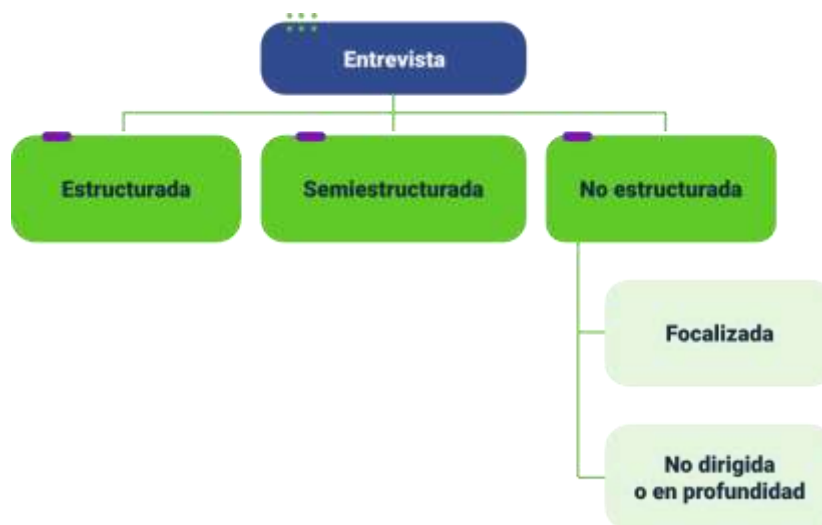 Entrevista
Estructurada
Semiestructurada
No estructurada
Focalizada
No dirigida
o en profundidad